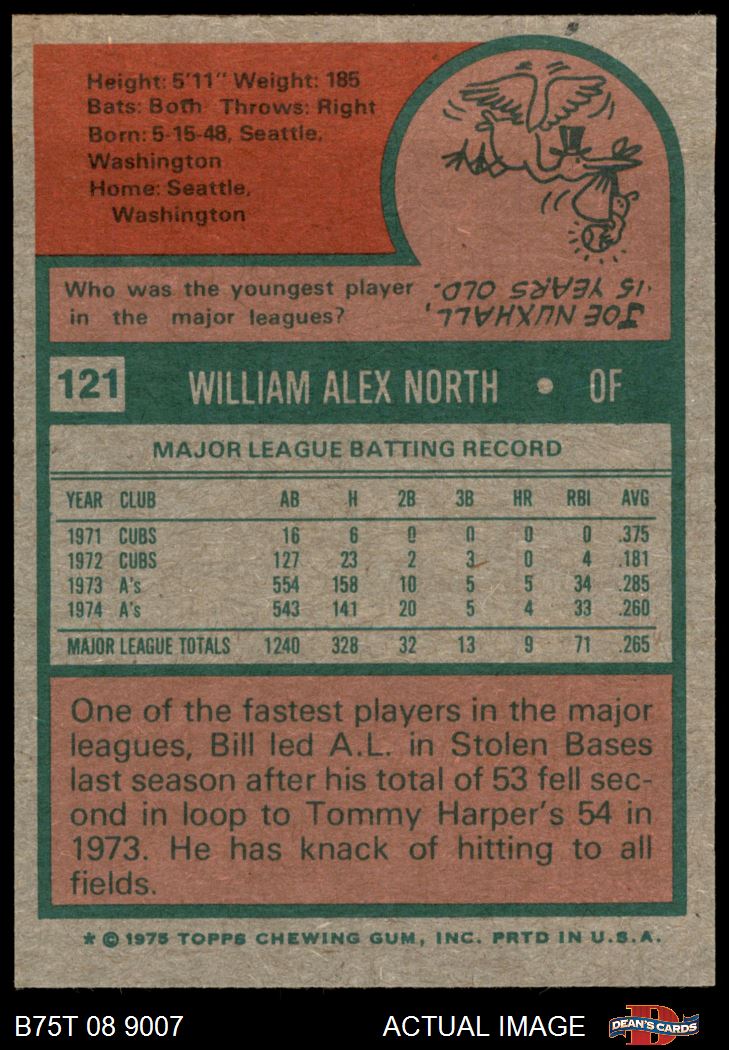 Height: 5'11" Weight: 185
Bats: Both Throws: Right
Born: 5-15-48, Seattle,
Washington
Home: Seattle,
Washington
Who was the youngest player
in the major leagues?
JOE NUXHALL,
15 YEARS OLD.
121 WILLIAM ALEX NORTH • OF
MAJOR LEAGUE BATTING RECORD
YEAR CLUB AB H 2B 3B HR RBI AVG
1971 CUBS 16 6 0 0 0 0 .375
1972 CUBS 127 23 2 3 0 4 .181
1973 A's 554 158 10 5 5 34 .285
1974 A's 543 141 20 5 4 33 .260
MAJOR LEAGUE TOTALS 1240 328 32 13 9 71 .265
One of the fastest players in the major
leagues, Bill led A.L. in Stolen Bases
last season after his total of 53 fell sec-
ond in loop to Tommy Harper's 54 in
1973. He has knack of hitting to all
fields.
* © 1975 TOPPS CHEWING GUM, INC. PRTD IN U.S.A.
B75T 08 9007 ACTUAL IMAGE DEAN'S CARDS